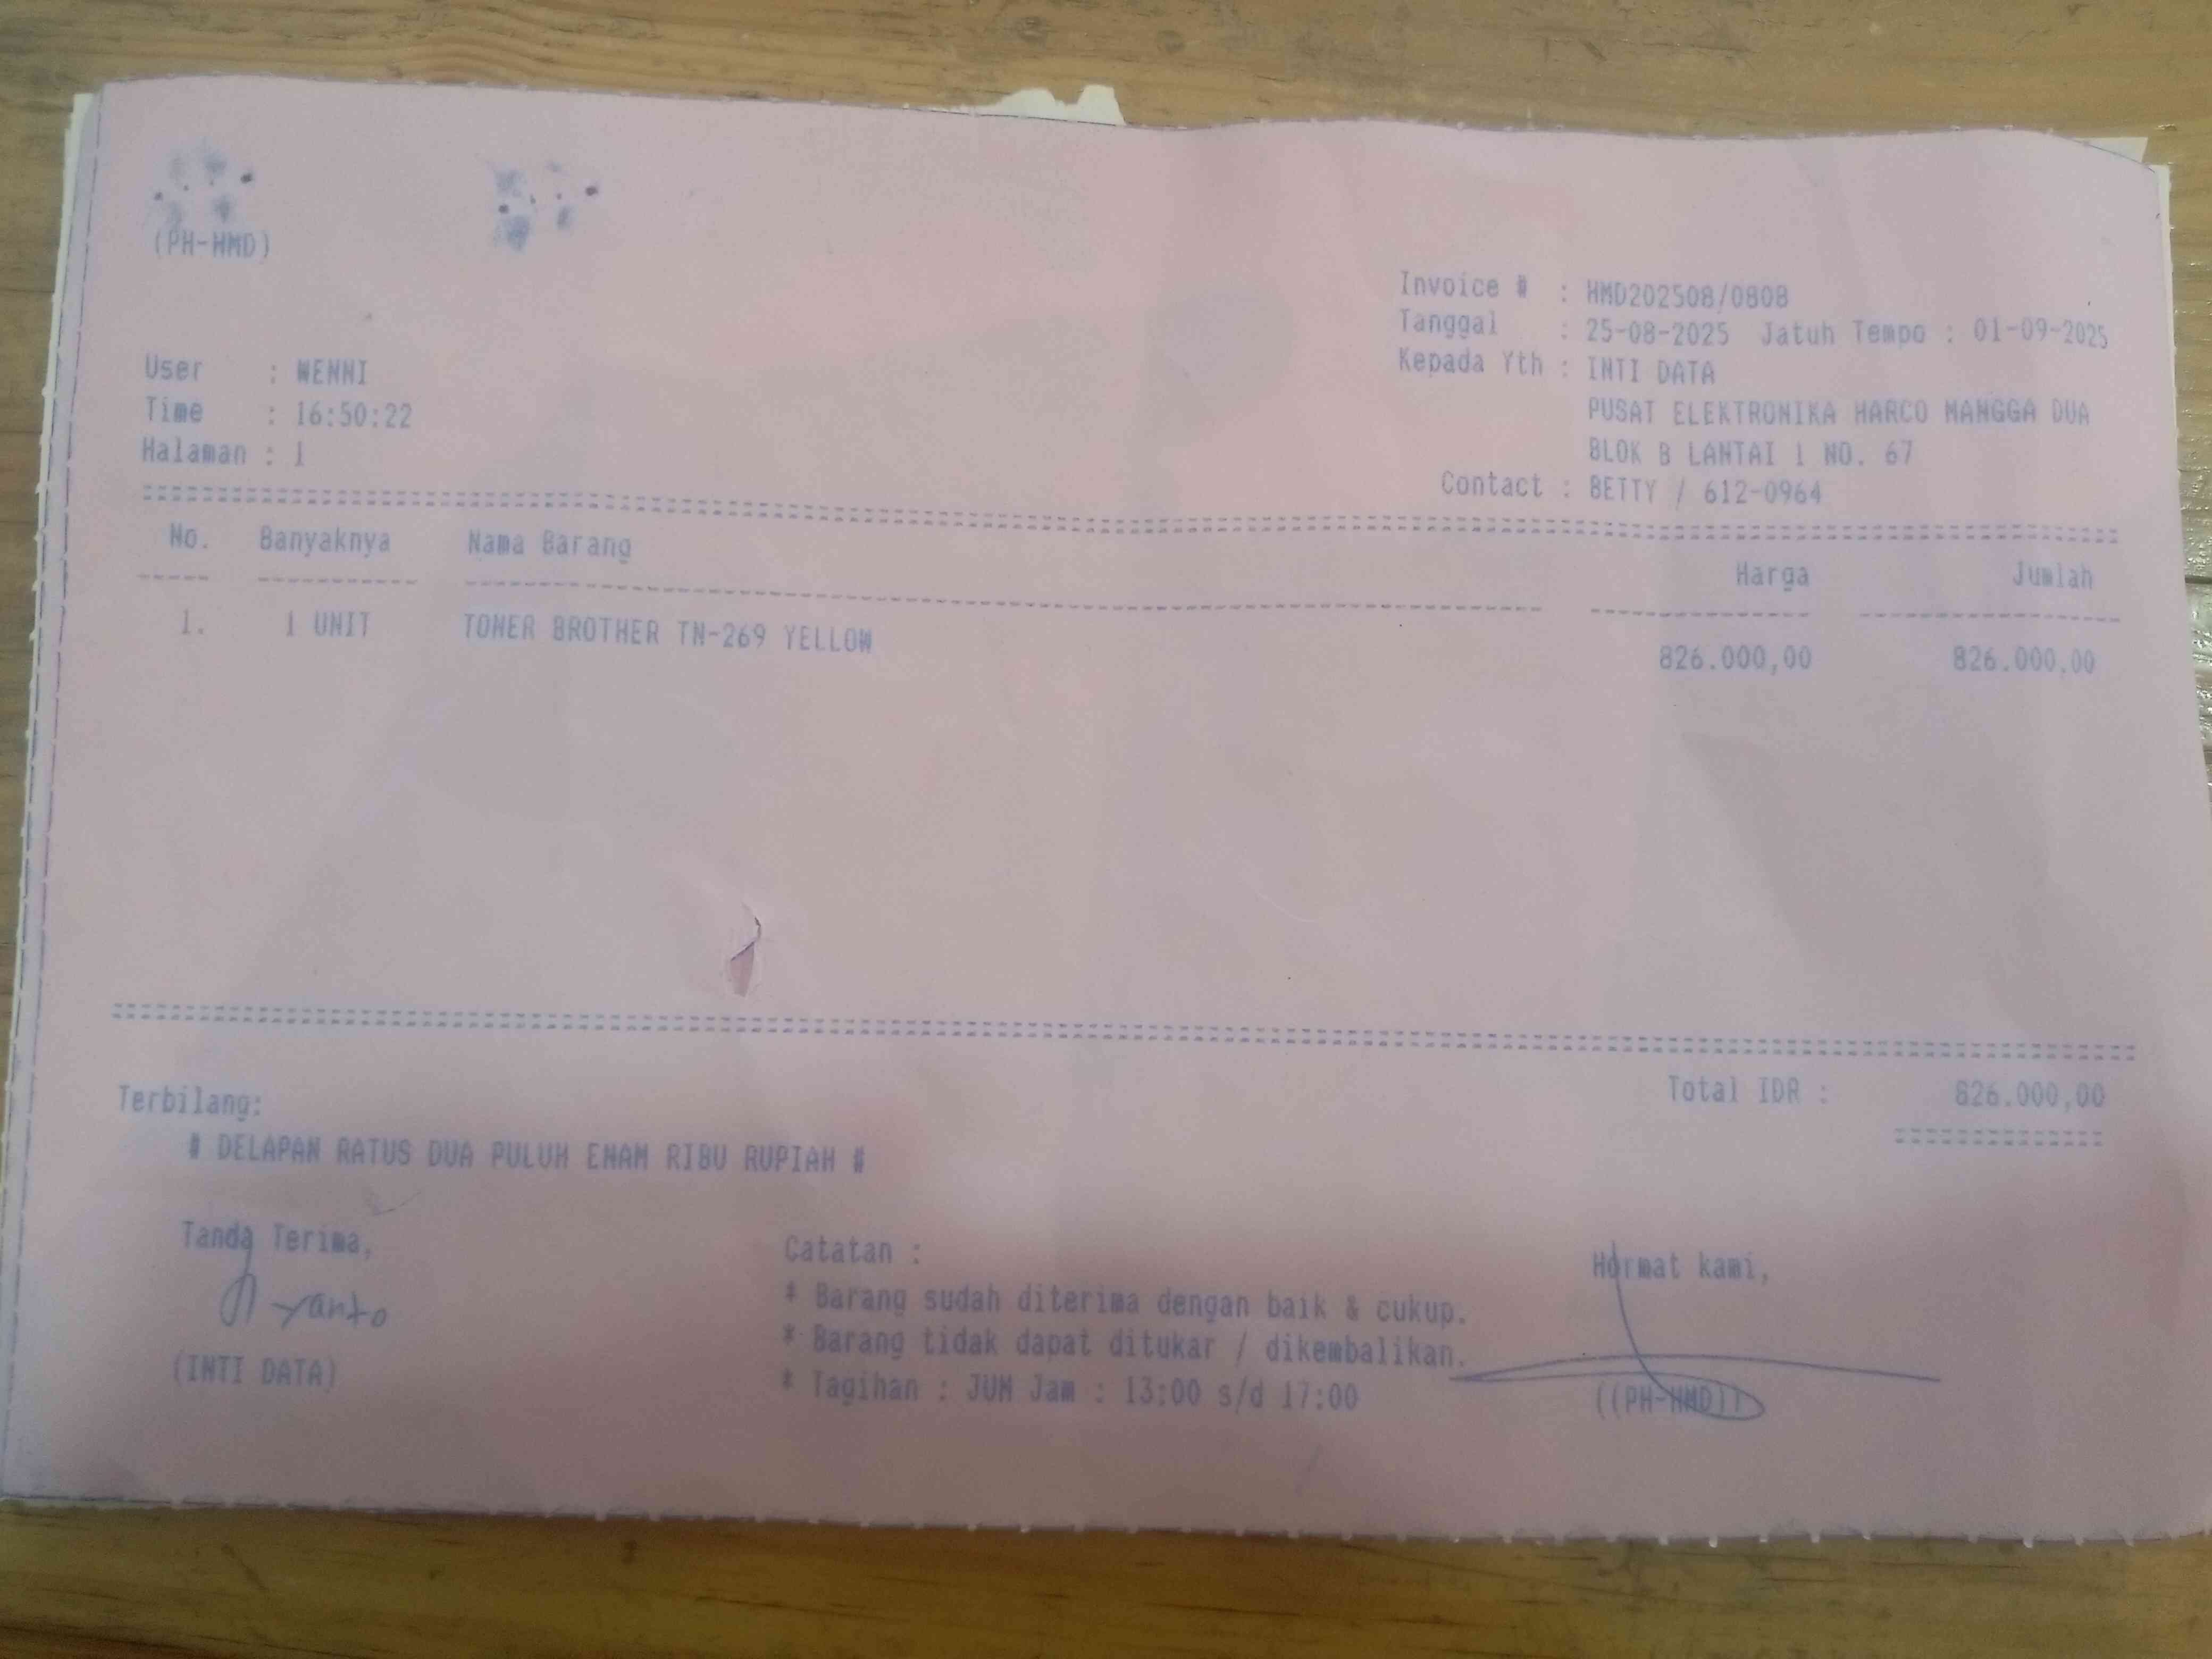 (PH-HMD)
Invoice # : HMD202508/0808
Tanggal : 25-08-2025 Jatuh Tempo : 01-09-2025
Kepada Yth : INTI DATA
PUSAT ELEKTRONIKA HARCO MANGGA DUA
BLOK B LANTAI 1 NO. 67
Contact : BETTY / 612-0964
User : WENNI
Time : 16:50:22
Halaman : 1
No. Banyaknya Nama Barang Harga Jumlah
1. 1 UNIT TONER BROTHER TN-269 YELLOW 826.000,00 826.000,00
Total IDR : 826.000,00
Terbilang:
# DELAPAN RATUS DUA PULUH ENAM RIBU RUPIAH #
Tanda Terima,
yanto
(INTI DATA)
Catatan :
* Barang sudah diterima dengan baik & cukup.
* Barang tidak dapat ditukar / dikembalikan.
* Tagihan : JUM Jam : 13:00 s/d 17:00
Hormat kami,
((PH-HMD))